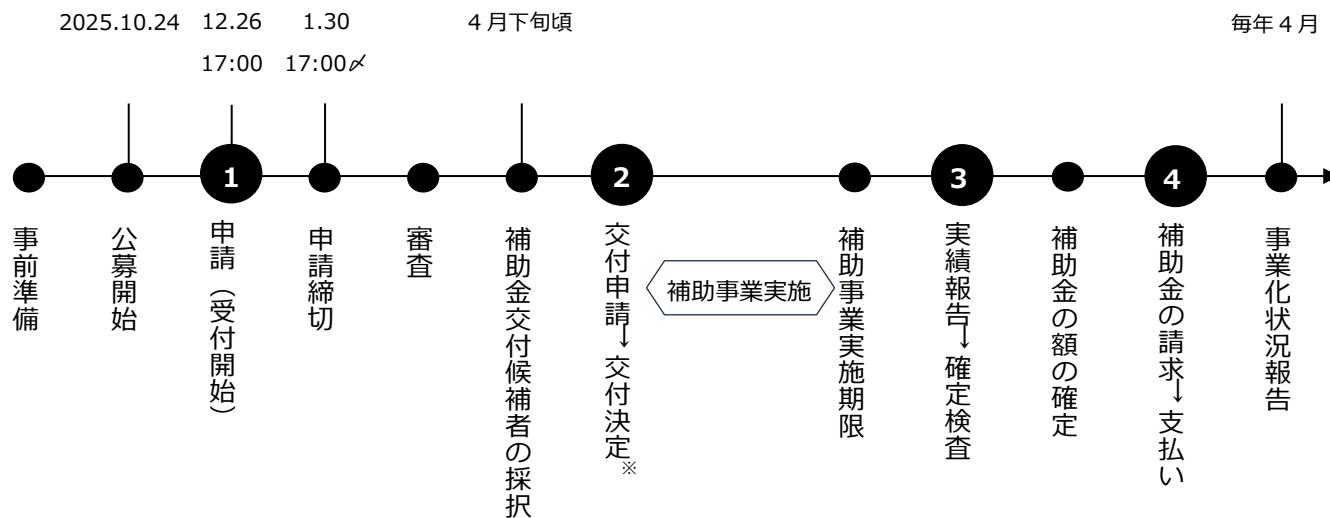 2025.10.24
12.26
17:00
1.30
17:00〆
4月下旬頃
毎年4月
1
2
3
4
事前準備
公募開始
申請（受付開始）
申請締切
審査
補助金交付候補者の採択
交付申請→交付決定※
補助事業実施
補助事業実施期限
実績報告→確定検査
補助金の額の確定
補助金の請求→支払い
事業化状況報告